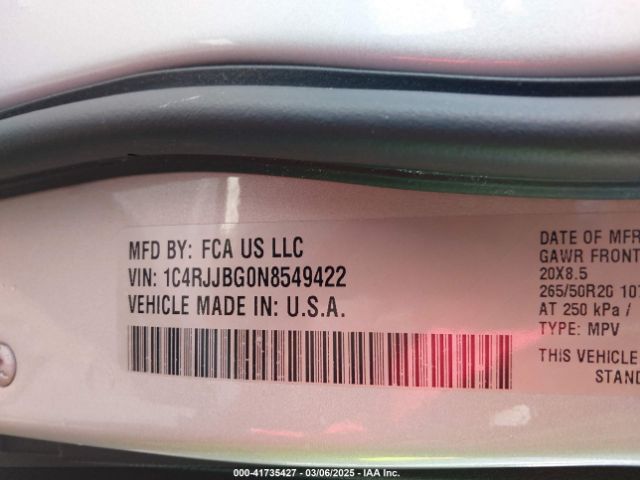 MFD BY: FCA US LLC
VIN: 1C4RJJBG0N8549422
VEHICLE MADE IN: U.S.A.
DATE OF MFR
GAWR FRONT
20X8.5
265/50R20 107
AT 250 kPa /
TYPE: MPV
THIS VEHICLE
STAND
000-41735427 - 03/06/2025 - IAA Inc.